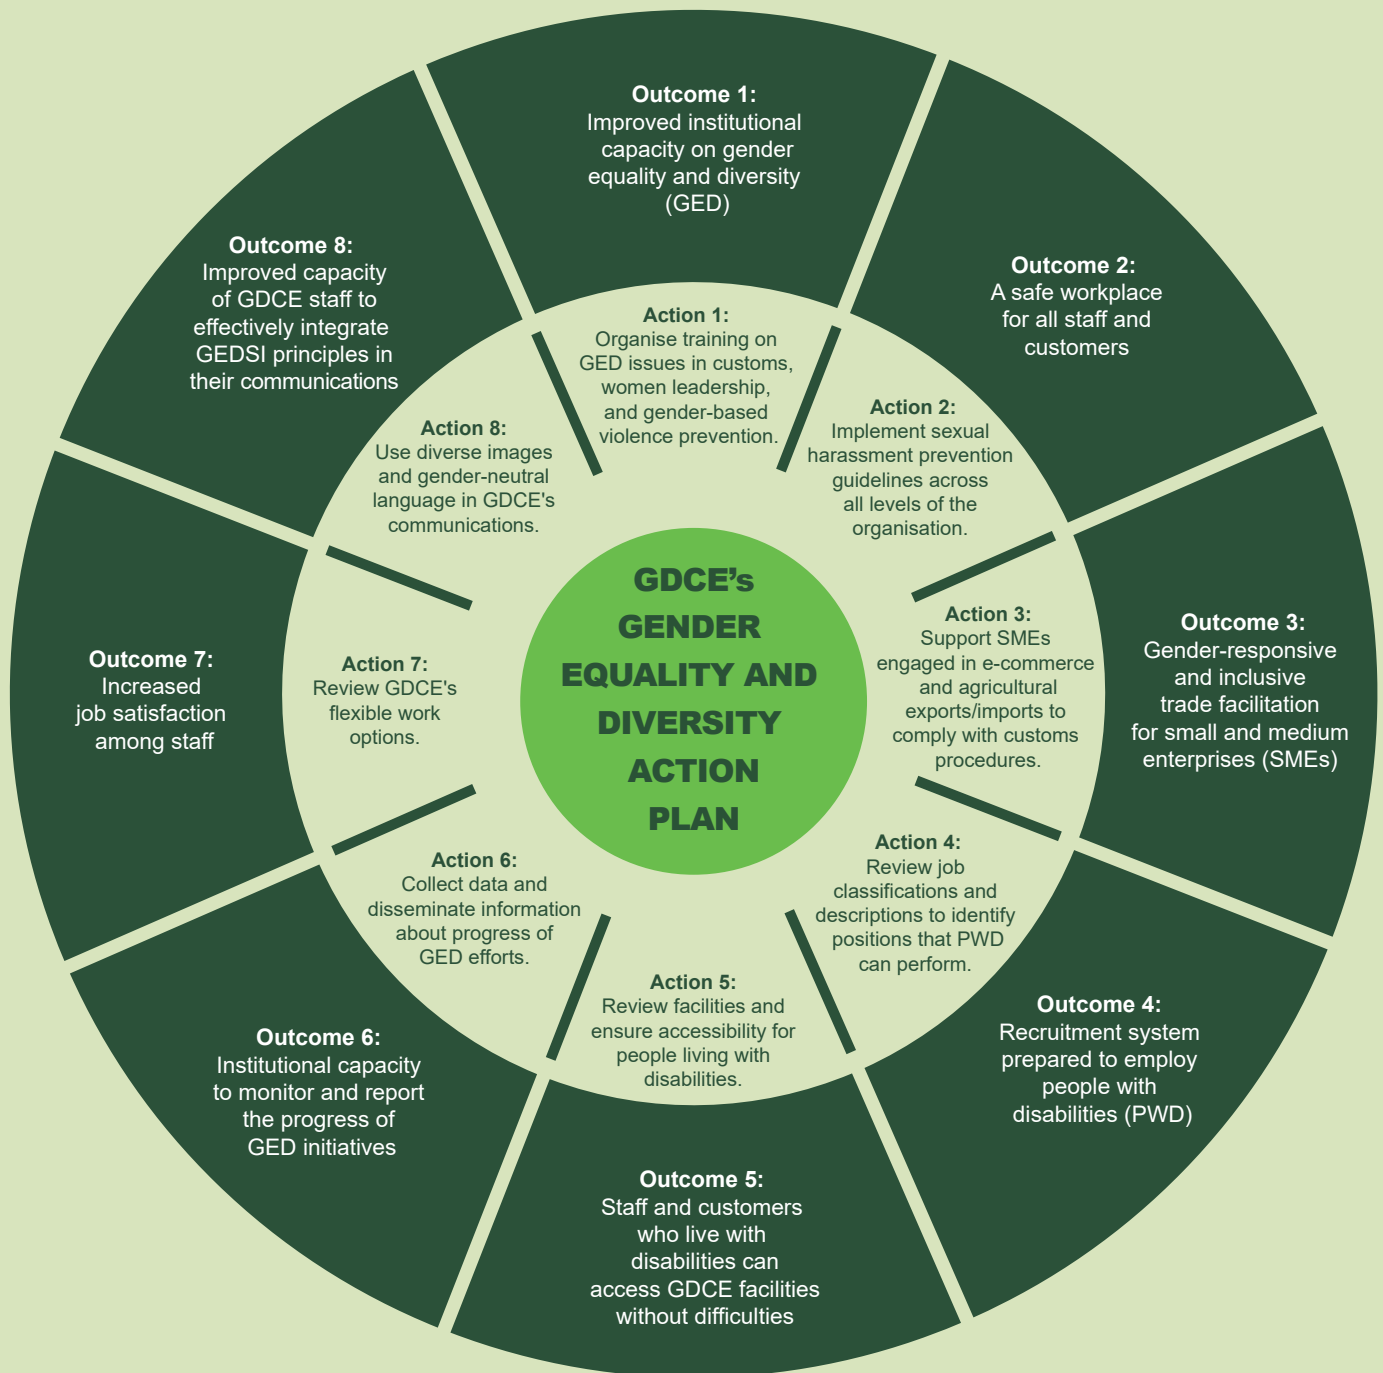 Outcome 1:
Improved institutional
capacity on gender
equality and diversity
(GED)
Outcome 2:
A safe workplace
for all staff and
customers
Outcome 3:
Gender-responsive
and inclusive
trade facilitation
for small and medium
enterprises (SMEs)
Outcome 4:
Recruitment system
prepared to employ
people with
disabilities (PWD)
Outcome 5:
Staff and customers
who live with
disabilities can
access GDCE facilities
without difficulties
Outcome 6:
Institutional capacity
to monitor and report
the progress of
GED initiatives
Outcome 7:
Increased
job satisfaction
among staff
Outcome 8:
Improved capacity
of GDCE staff to
effectively integrate
GEDSI principles in
their communications
Action 1:
Organise training on
GED issues in customs,
women leadership,
and gender-based
violence prevention.
Action 2:
Implement sexual
harassment prevention
guidelines across
all levels of the
organisation.
Action 3:
Support SMEs
engaged in e-commerce
and agricultural
exports/imports to
comply with customs
procedures.
Action 4:
Review job
classifications and
descriptions to identify
positions that PWD
can perform.
Action 5:
Review facilities and
ensure accessibility for
people living with
disabilities.
Action 6:
Collect data and
disseminate information
about progress of
GED efforts.
Action 7:
Review GDCE's
flexible work
options.
Action 8:
Use diverse images
and gender-neutral
language in GDCE's
communications.
GDCE’s
GENDER
EQUALITY AND
DIVERSITY
ACTION
PLAN